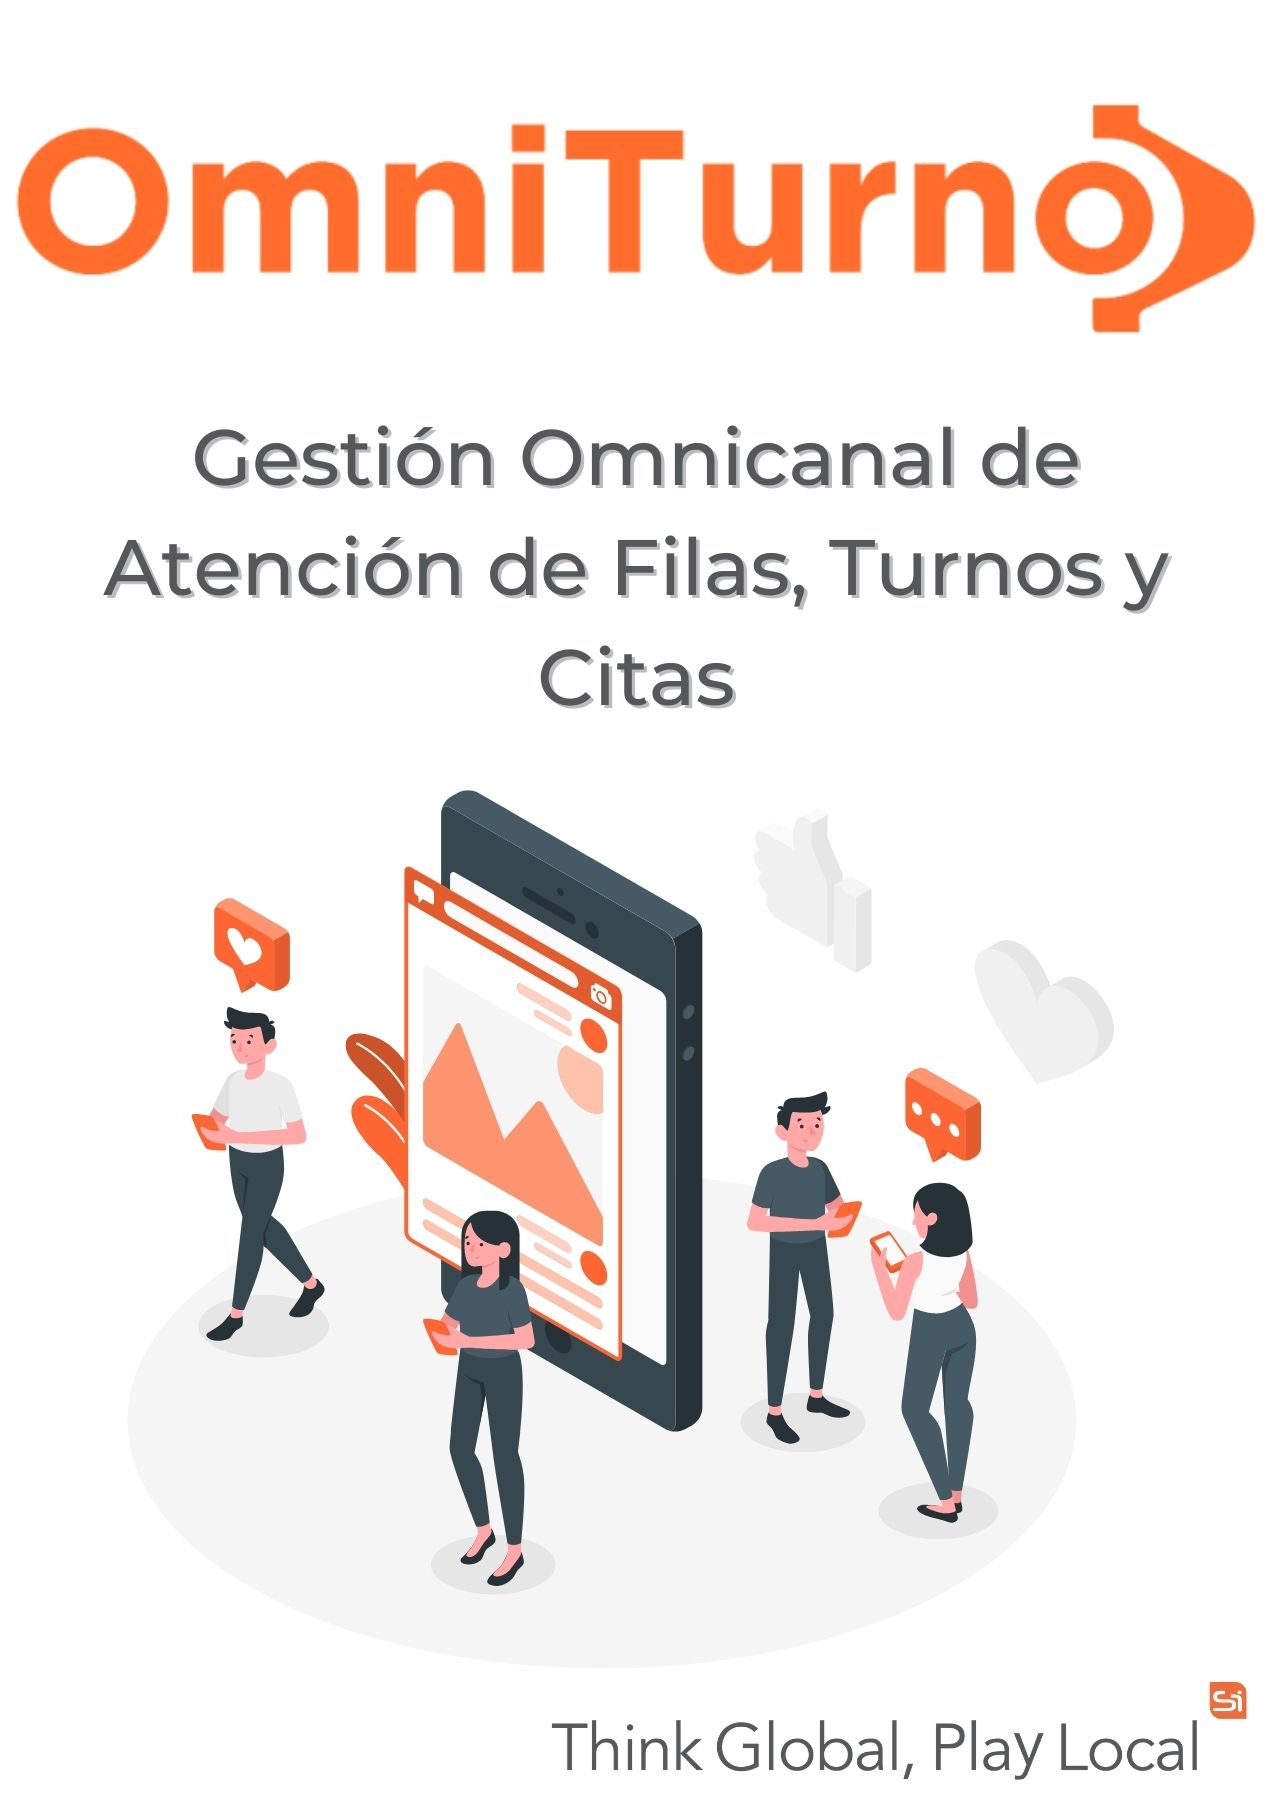 OmniTurno
Gestión Omnicanal de
Atención de Filas, Turnos y
Citas
Si
Think Global, Play Local